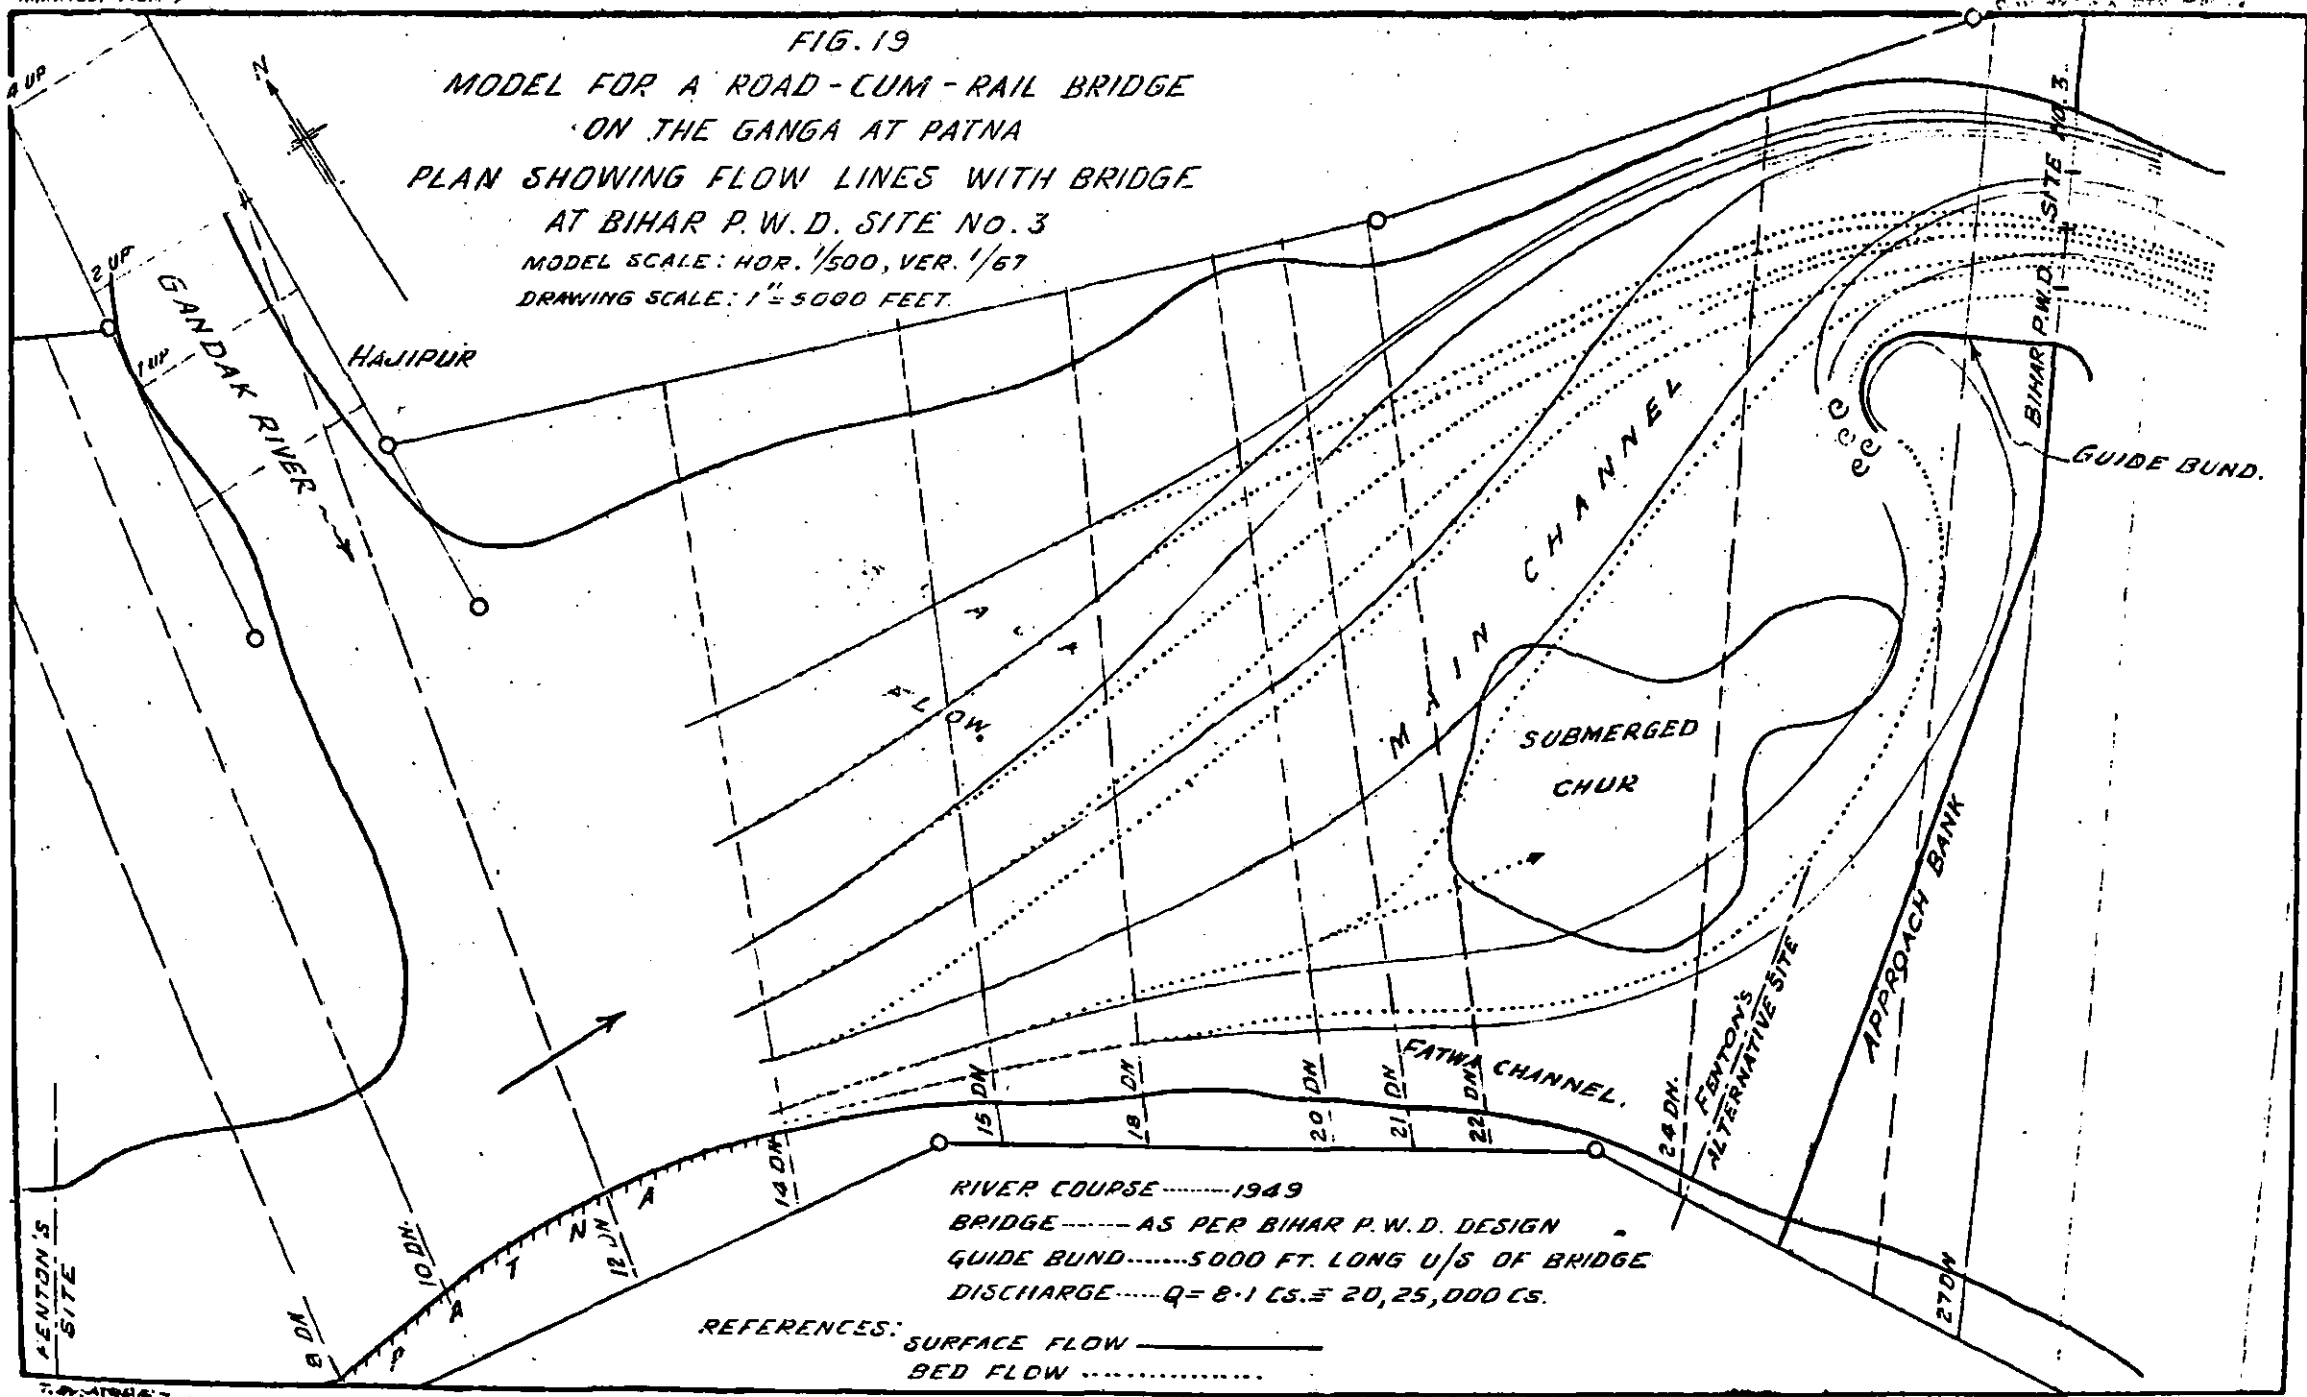 FIG. 19
MODEL FOR A ROAD-CUM-RAIL BRIDGE
ON THE GANGA AT PATNA
PLAN SHOWING FLOW LINES WITH BRIDGE
AT BIHAR P.W.D. SITE NO. 3
MODEL SCALE: HOR. 1/500, VER. 1/67
DRAWING SCALE: 1" = 5000 FEET.
N
4 UP
2 UP
1 UP
GANDAK RIVER
HAJIPUR
BIHAR P.W.D. SITE NO. 3
GUIDE BUND.
MAIN CHANNEL
FLOW.
SUBMERGED
CHUR
APPROACH BANK
FENTON'S
ALTERNATIVE SITE
FATWA CHANNEL.
FENTON'S
SITE
8 DN
10 DN.
12 DN
14 DN
15 DN
18 DN
20 DN
21 DN
22 DN
24 DN.
27 DN
PATNA
RIVER COURSE ........ 1949
BRIDGE ------- AS PER BIHAR P.W.D. DESIGN
GUIDE BUND ....... 5000 FT. LONG U/S OF BRIDGE
DISCHARGE ..... Q = 8.1 CS. ≡ 20,25,000 CS.
REFERENCES:
SURFACE FLOW
BED FLOW